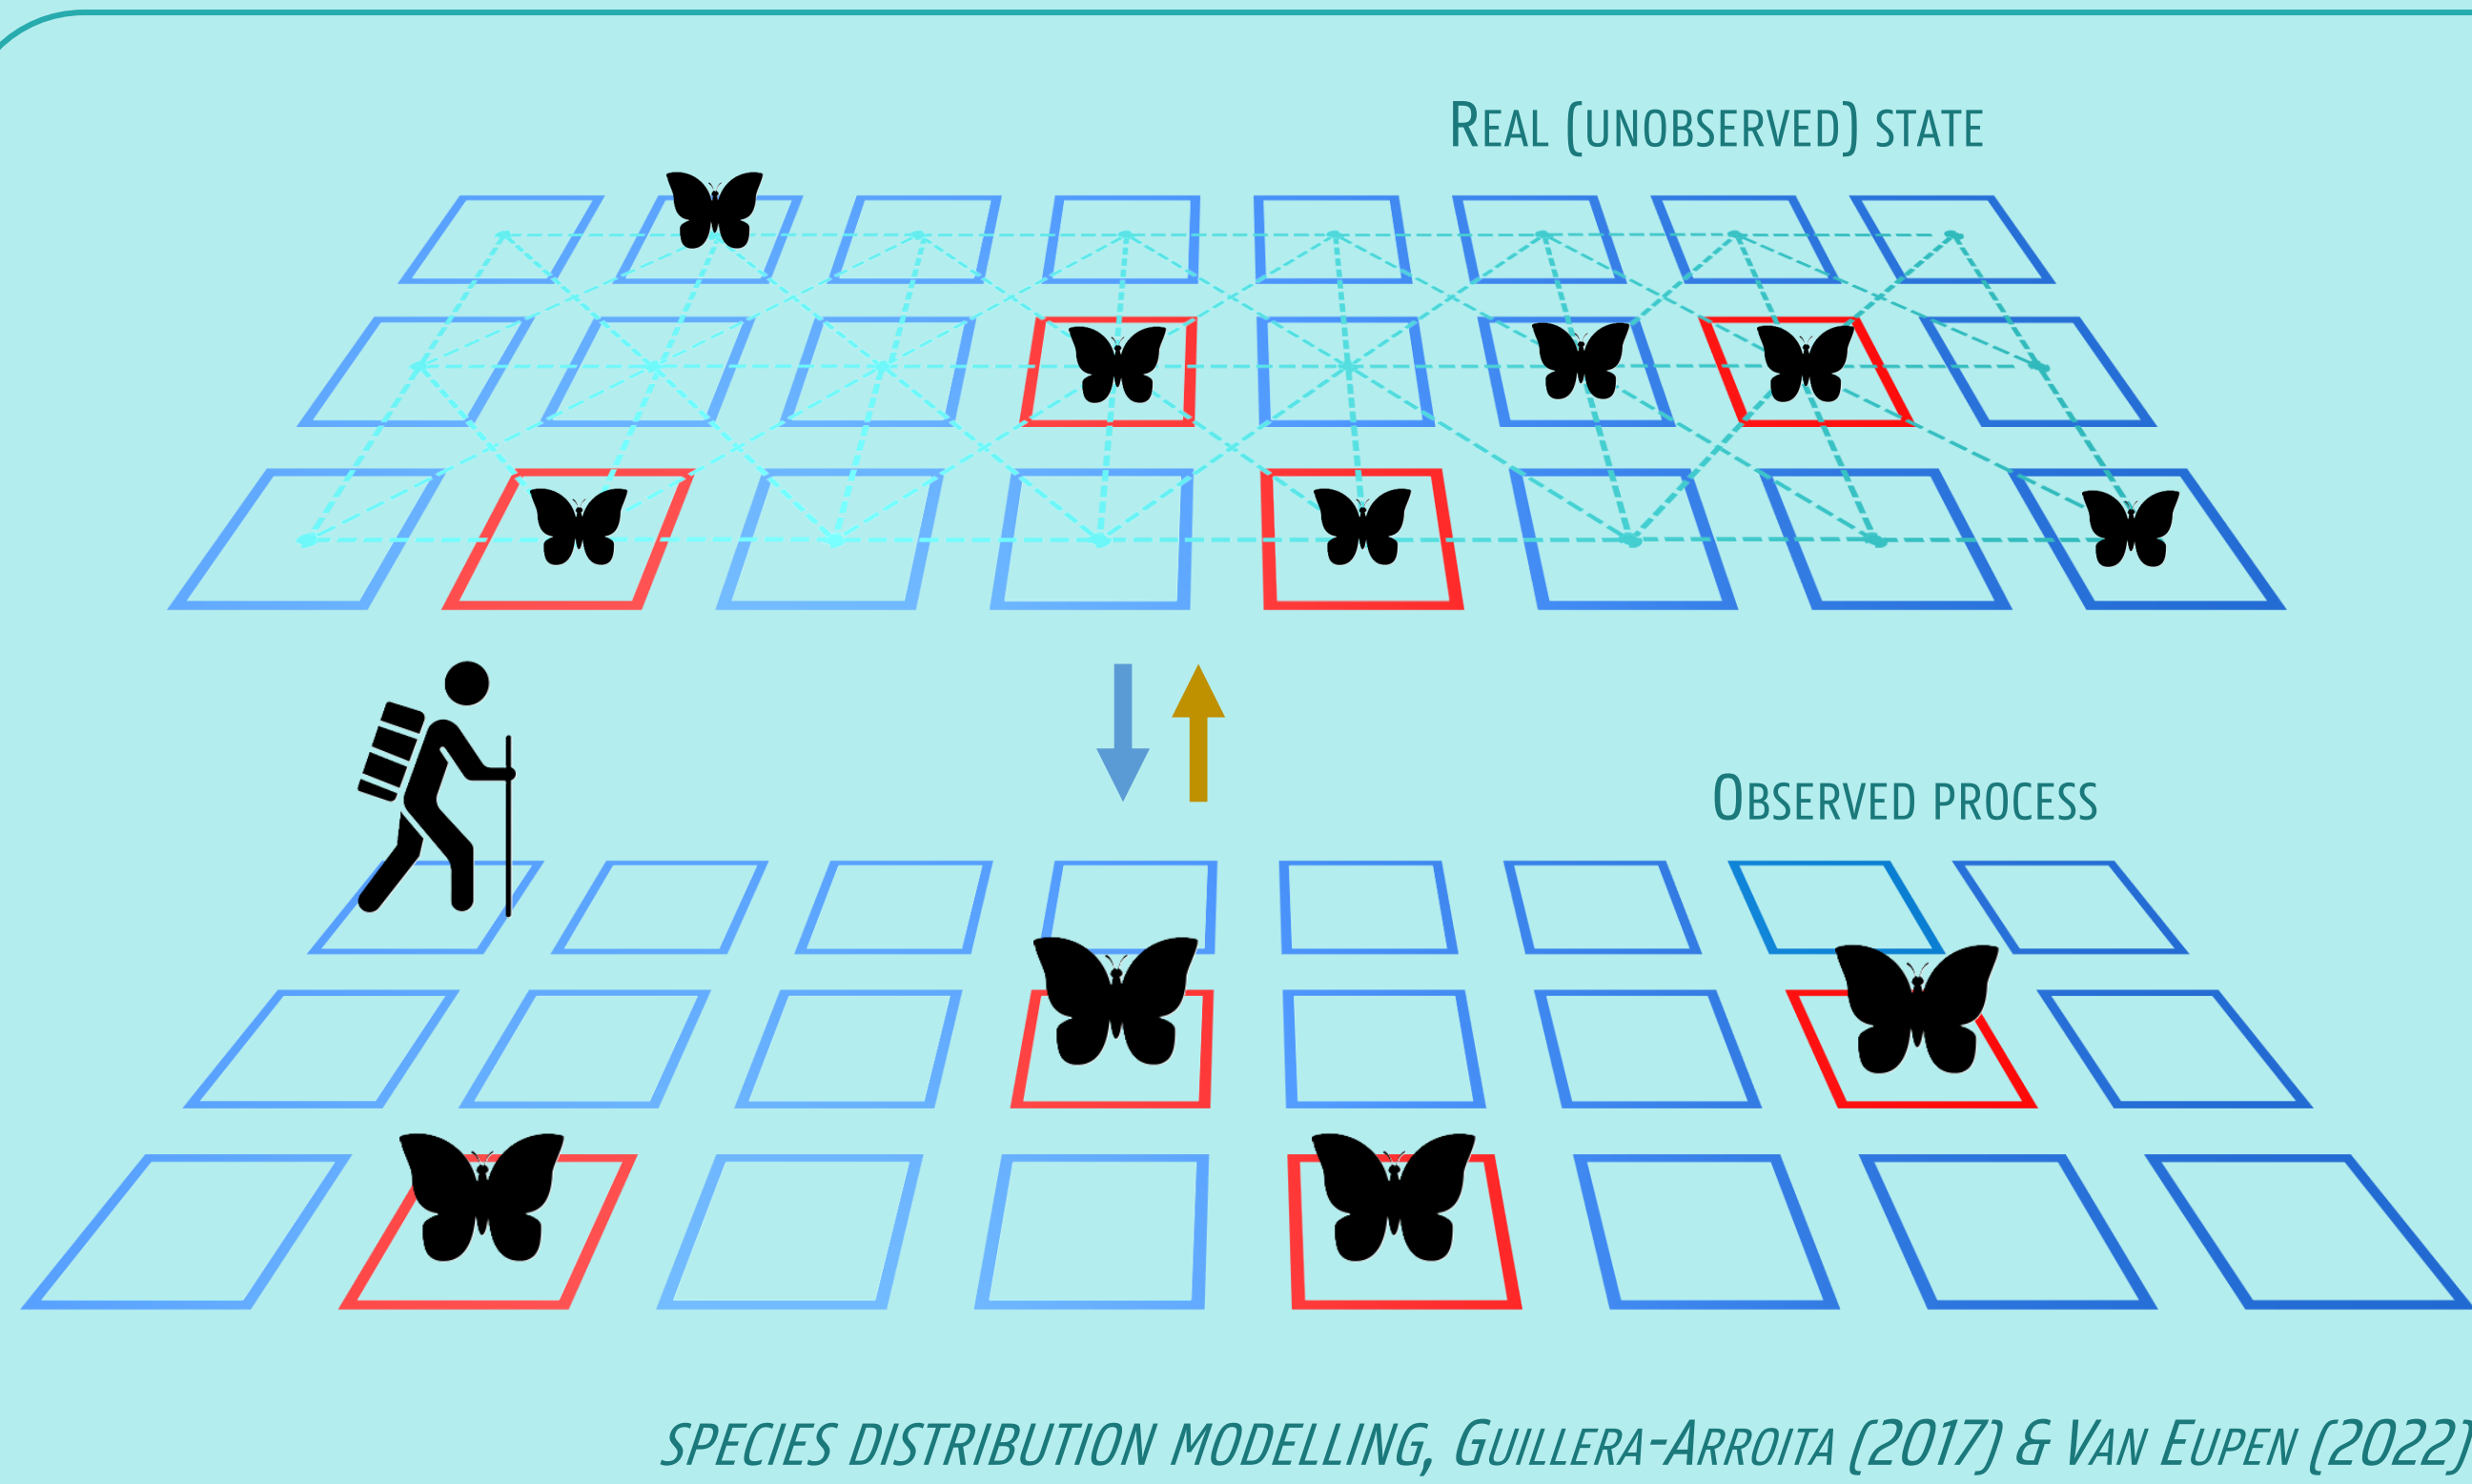 Real (unobserved) state
Observed process
Species distribution modelling, Guillera-Arroita (2017) & Van Eupen (2022)